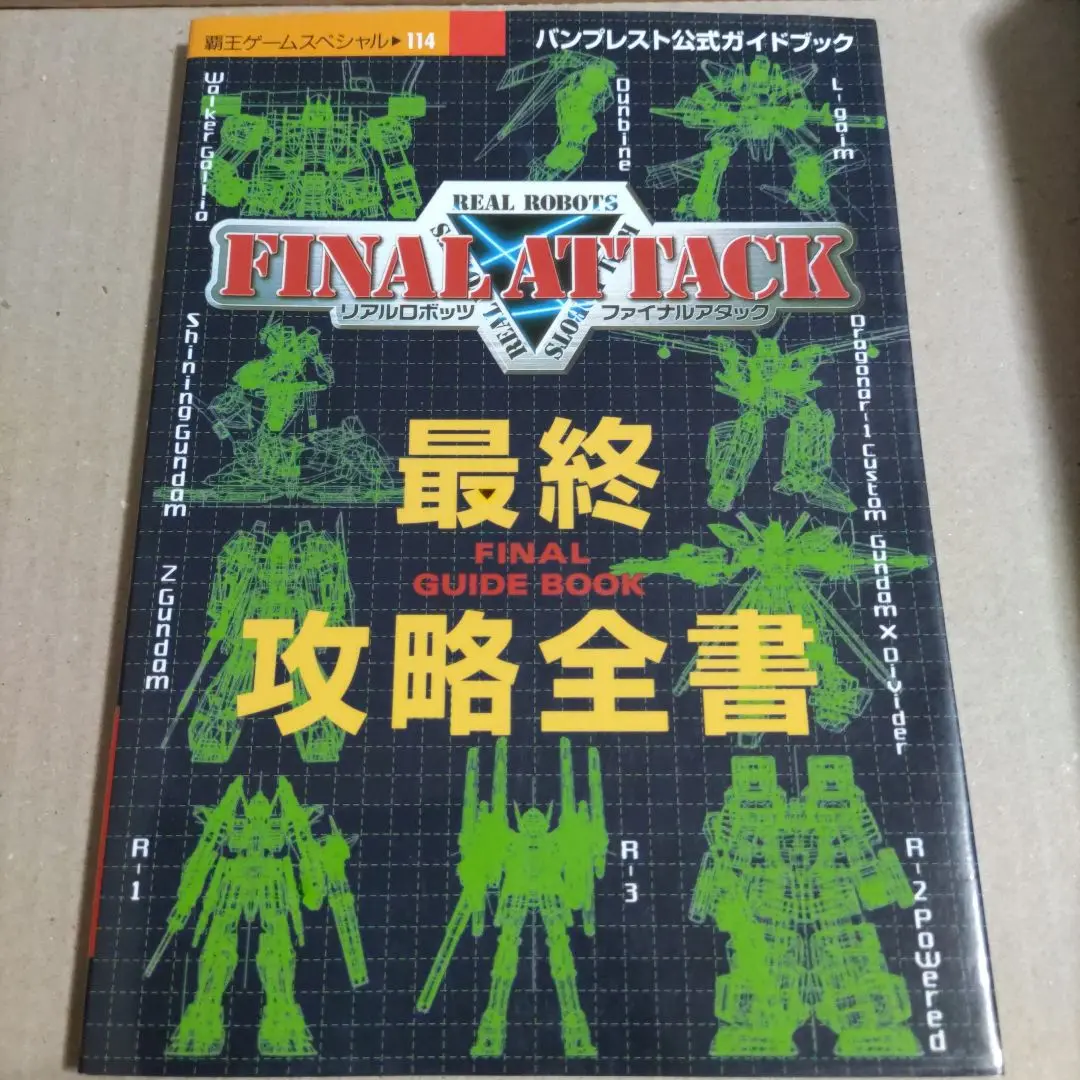 覇王ゲームスペシャル▶114
バンプレスト公式ガイドブック
Walker Gallia
Dunbine
L-gaim
REAL ROBOTS
FINAL ATTACK
リアルロボッツ ファイナルアタック
REAL ROBOTS
Shining Gundam
Dragonar-1 Custom
最終
FINAL
GUIDE BOOK
攻略全書
Z Gundam
Gundam X Divider
R-1
R-3
R-2 Powered